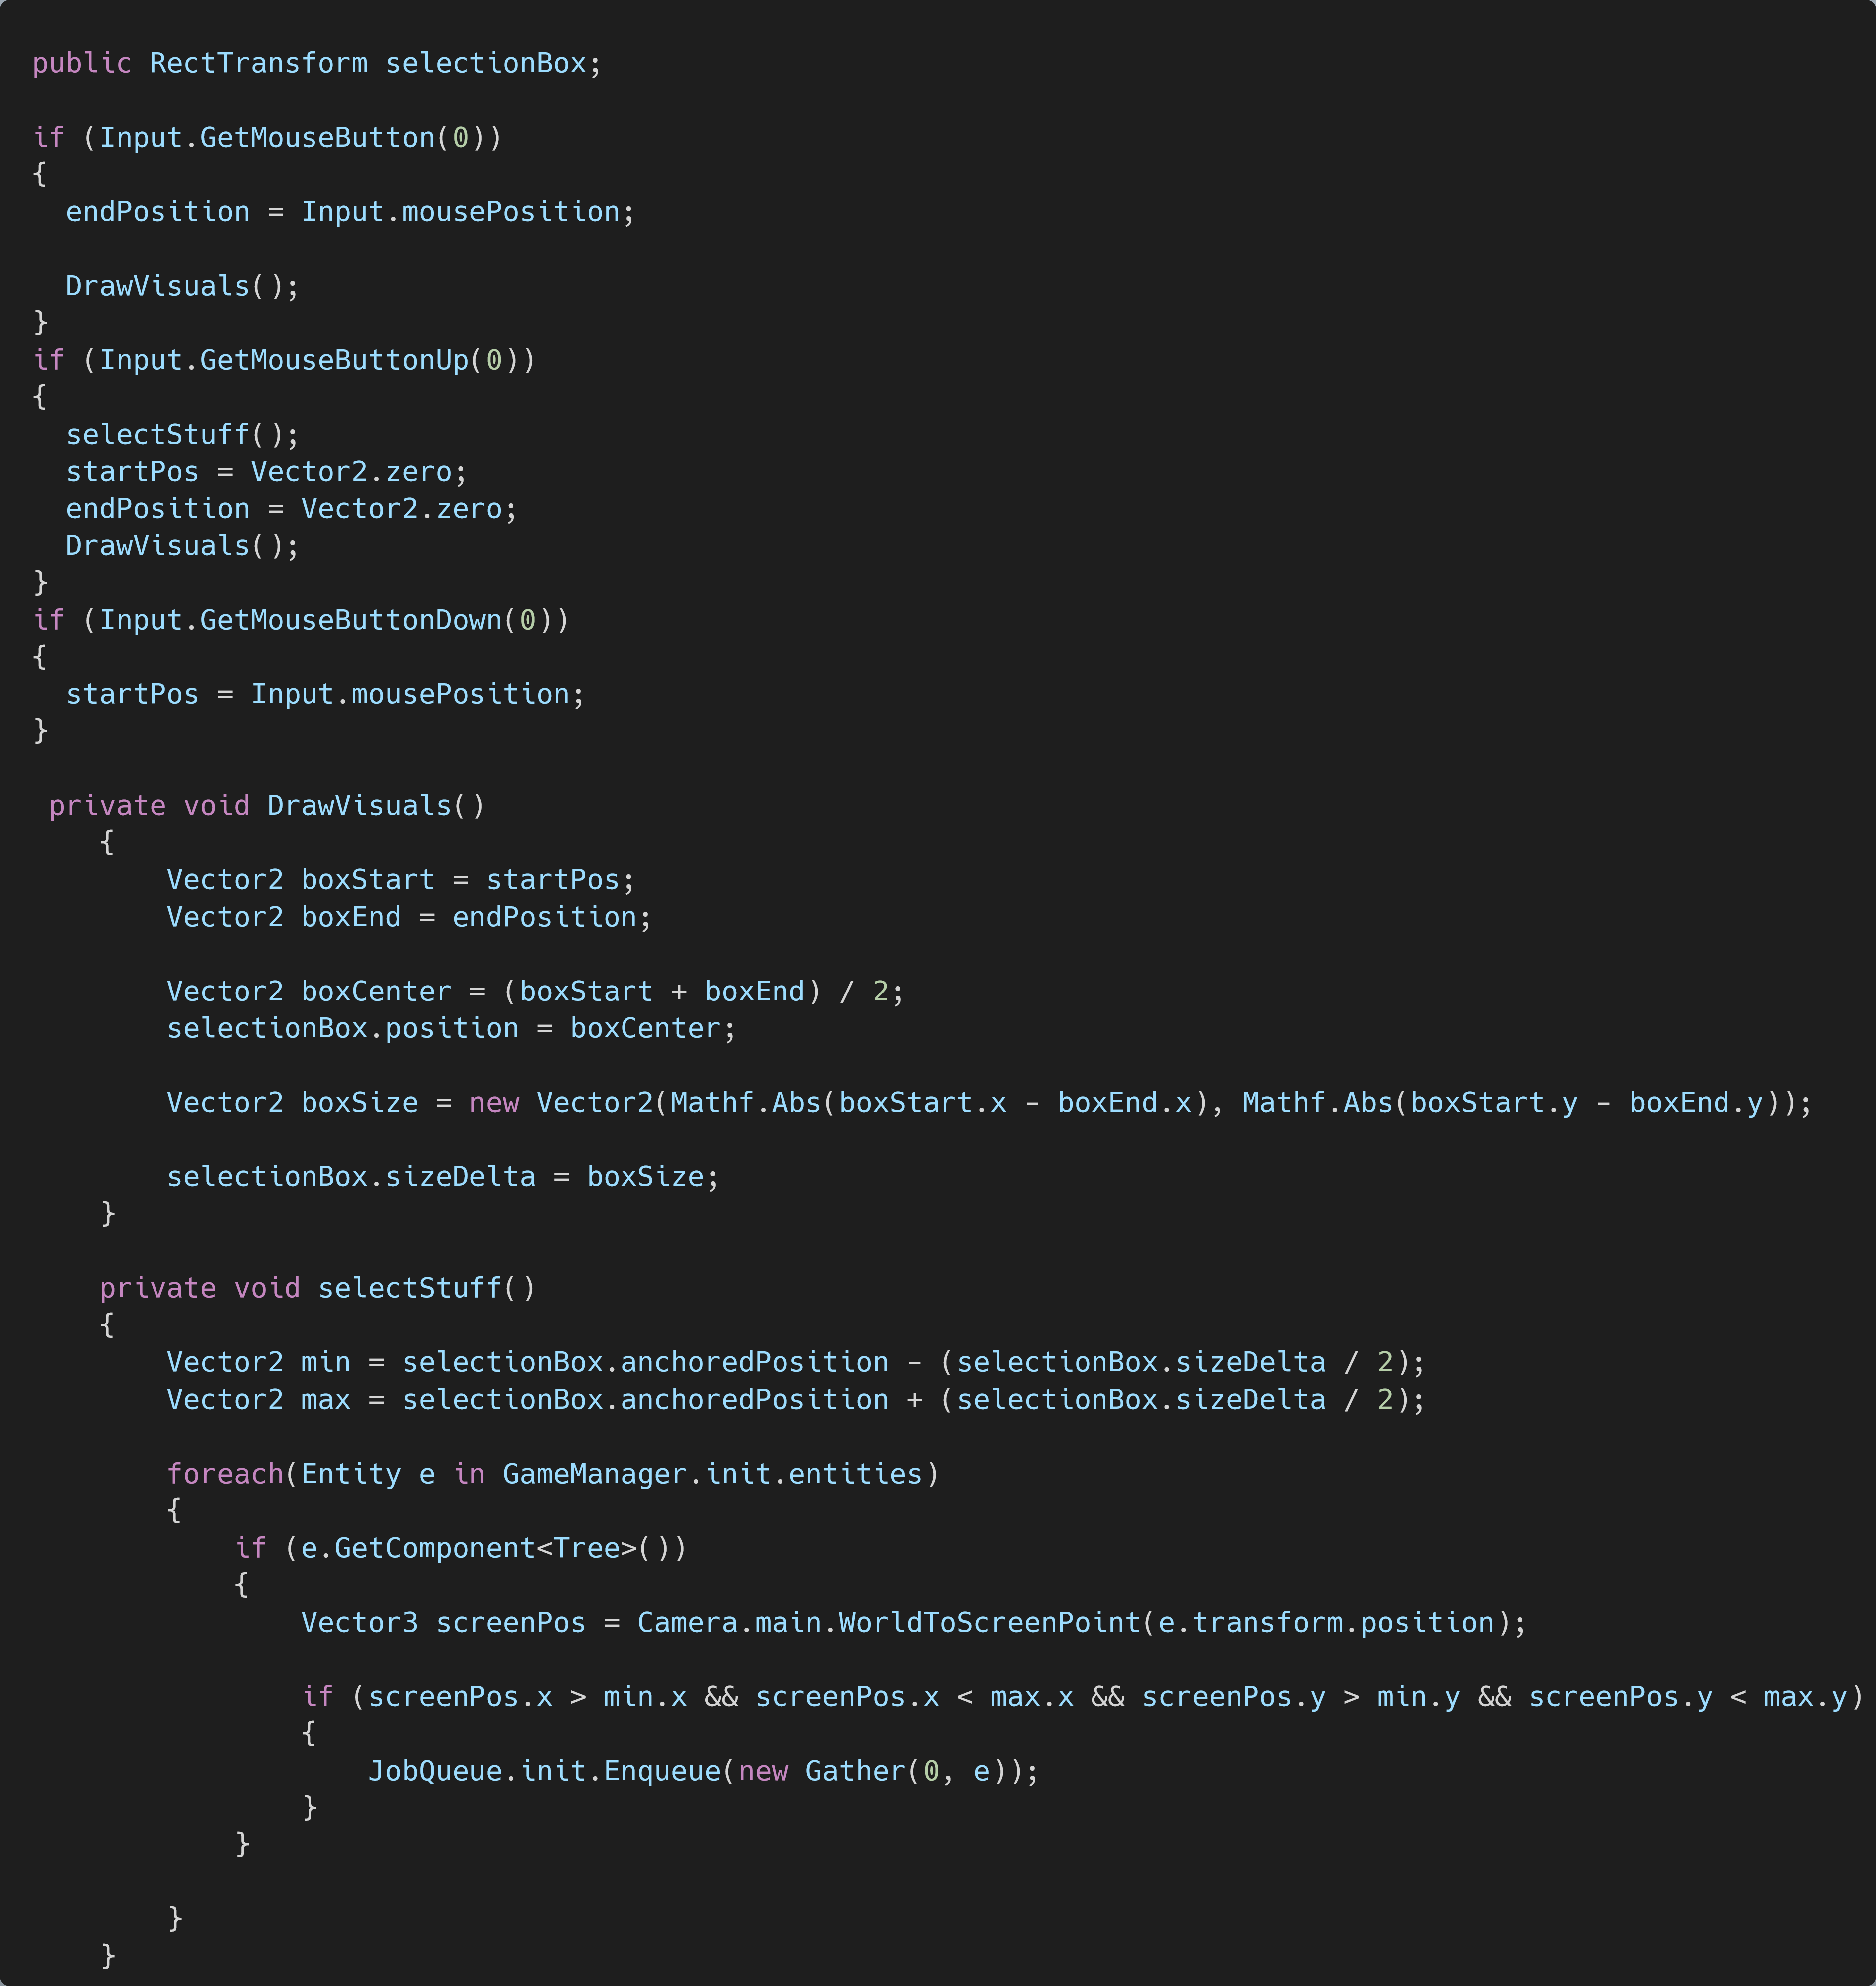 public RectTransform selectionBox;

if (Input.GetMouseButton(0))
{
  endPosition = Input.mousePosition;

  DrawVisuals();
}
if (Input.GetMouseButtonUp(0))
{
  selectStuff();
  startPos = Vector2.zero;
  endPosition = Vector2.zero;
  DrawVisuals();
}
if (Input.GetMouseButtonDown(0))
{
  startPos = Input.mousePosition;
}

 private void DrawVisuals()
    {
        Vector2 boxStart = startPos;
        Vector2 boxEnd = endPosition;

        Vector2 boxCenter = (boxStart + boxEnd) / 2;
        selectionBox.position = boxCenter;

        Vector2 boxSize = new Vector2(Mathf.Abs(boxStart.x - boxEnd.x), Mathf.Abs(boxStart.y - boxEnd.y));

        selectionBox.sizeDelta = boxSize;
    }

    private void selectStuff()
    {
        Vector2 min = selectionBox.anchoredPosition - (selectionBox.sizeDelta / 2);
        Vector2 max = selectionBox.anchoredPosition + (selectionBox.sizeDelta / 2);

        foreach(Entity e in GameManager.init.entities)
        {
            if (e.GetComponent<Tree>())
            {
                Vector3 screenPos = Camera.main.WorldToScreenPoint(e.transform.position);

                if (screenPos.x > min.x && screenPos.x < max.x && screenPos.y > min.y && screenPos.y < max.y)
                {
                    JobQueue.init.Enqueue(new Gather(0, e));
                }
            }

        }
    }